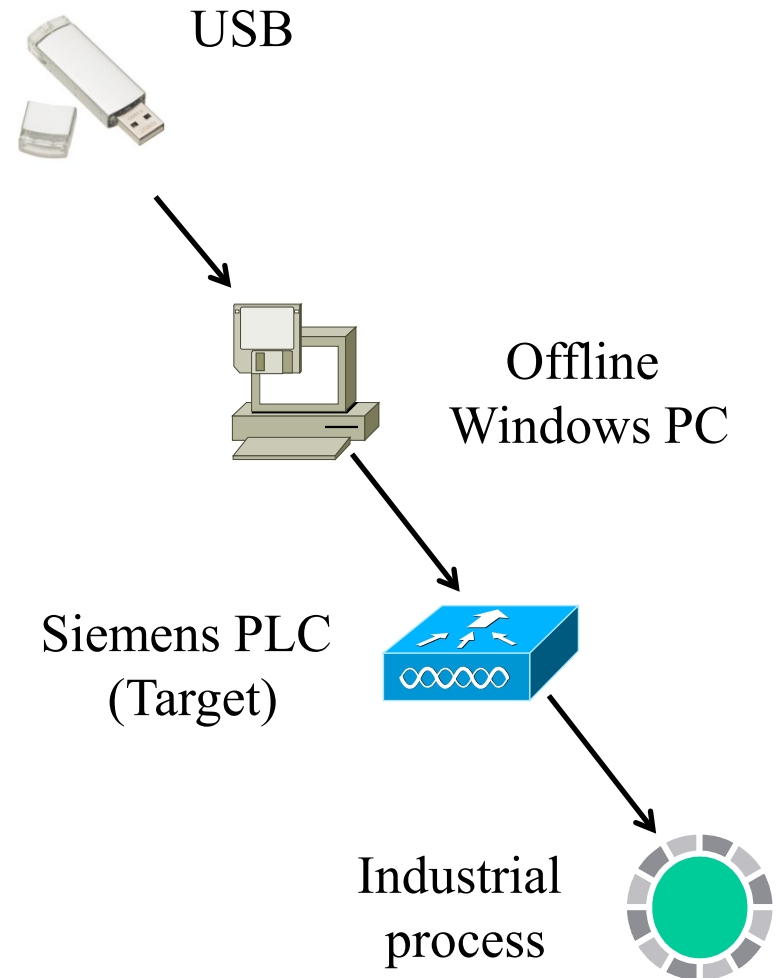 USB
Offline
Windows PC
Siemens PLC
(Target)
Industrial
process